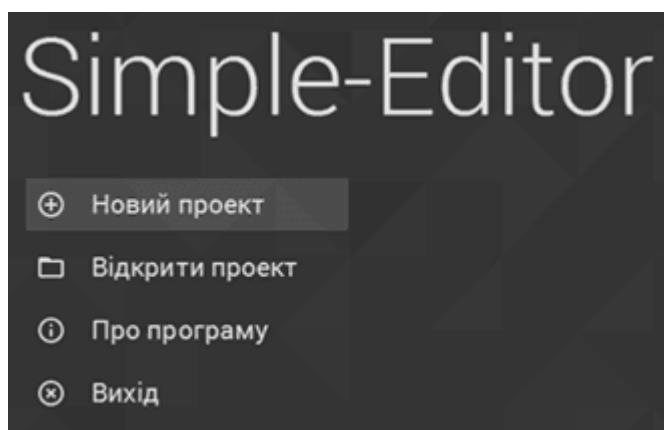 Simple-Editor
Новий проект
Відкрити проект
Про програму
Вихід